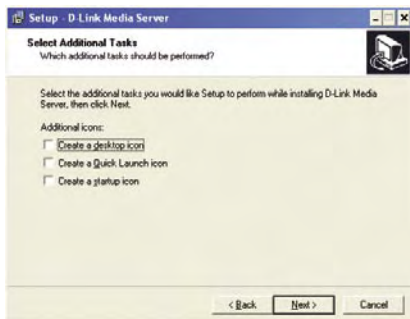 Setup - D-Link Media Server
Select Additional Tasks
Which additional tasks should be performed?
Select the additional tasks you would like Setup to perform while installing D-Link Media
Server, then click Next.
Additional icons:
Create a desktop icon
Create a Quick Launch icon
Create a startup icon
< Back
Next >
Cancel